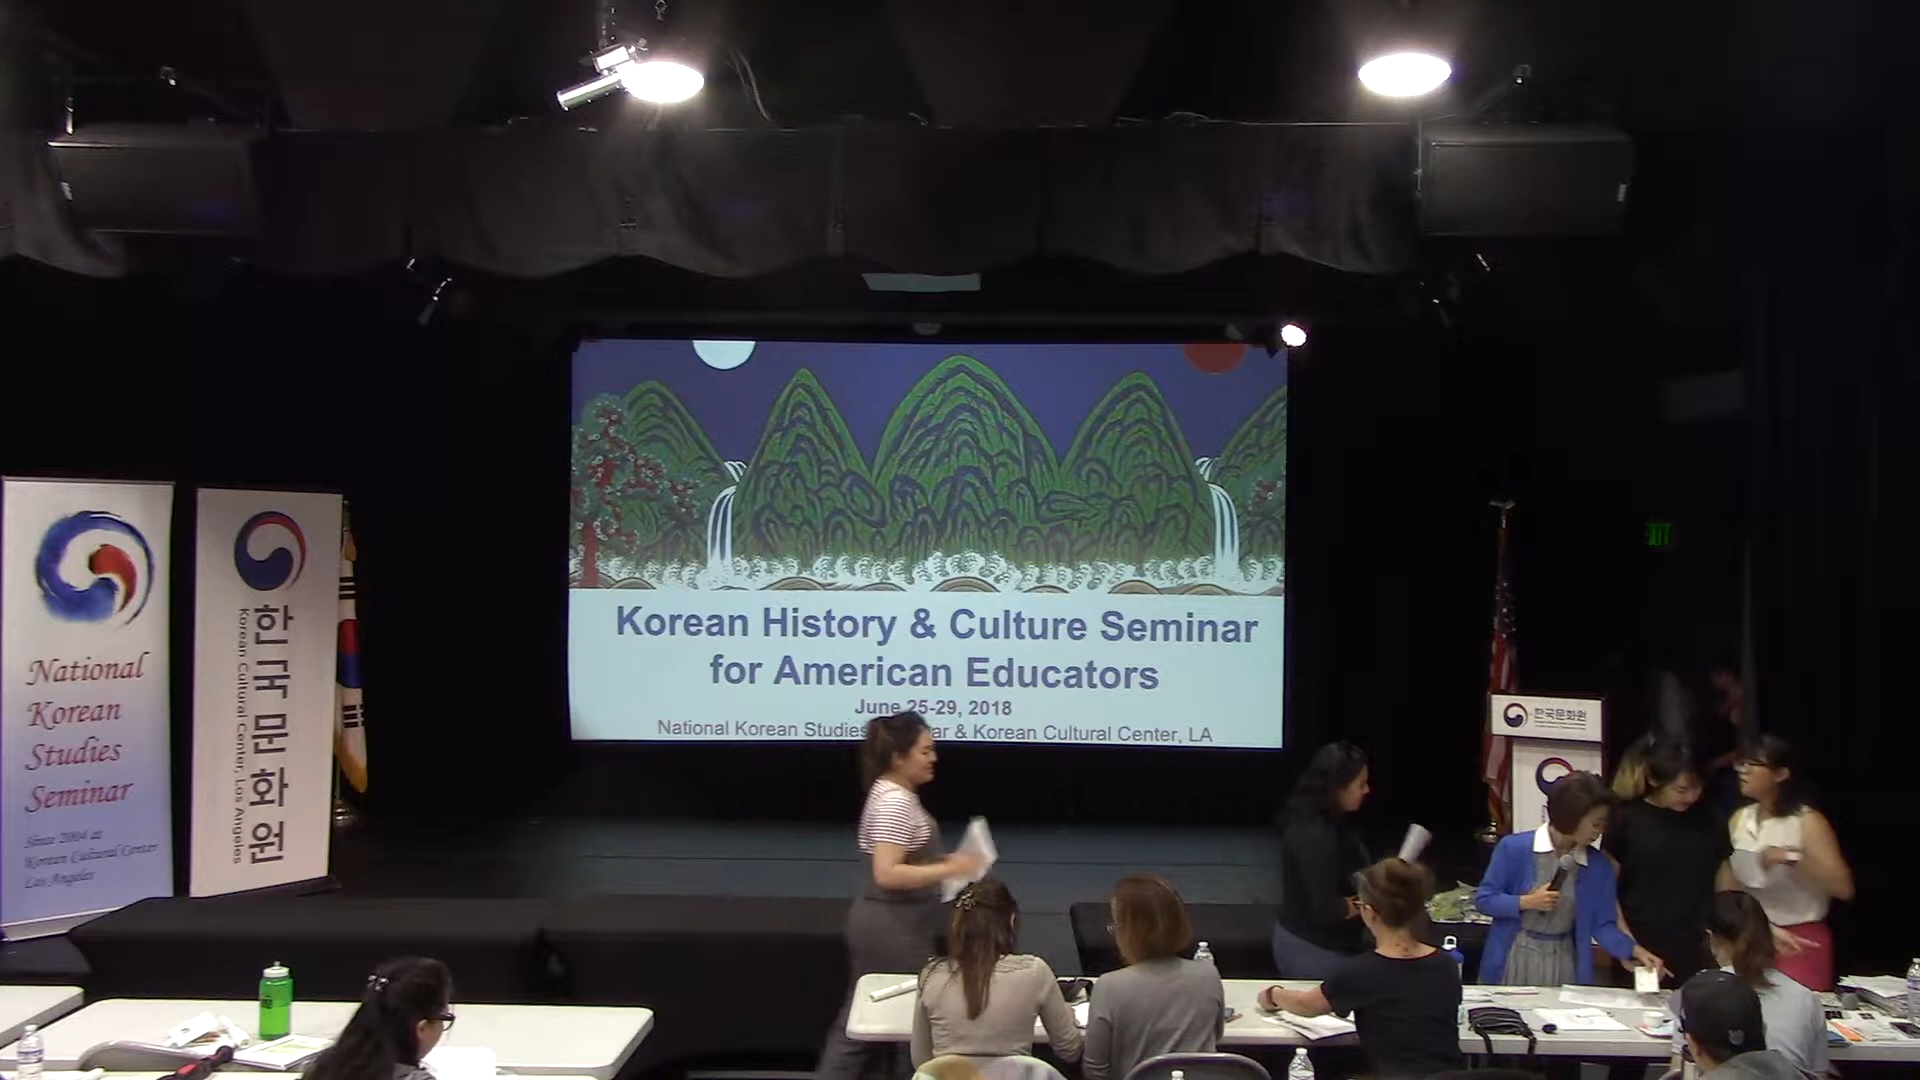 Korean History & Culture Seminar
for American Educators
June 25-29, 2018
National Korean Studies ar & Korean Cultural Center, LA
National
Korean
Studies
Seminar
Since 2004 at
Korean Cultural Center
Los Angeles
한국문화원
Korean Cultural Center, Los Angeles
한국문화원
EXIT